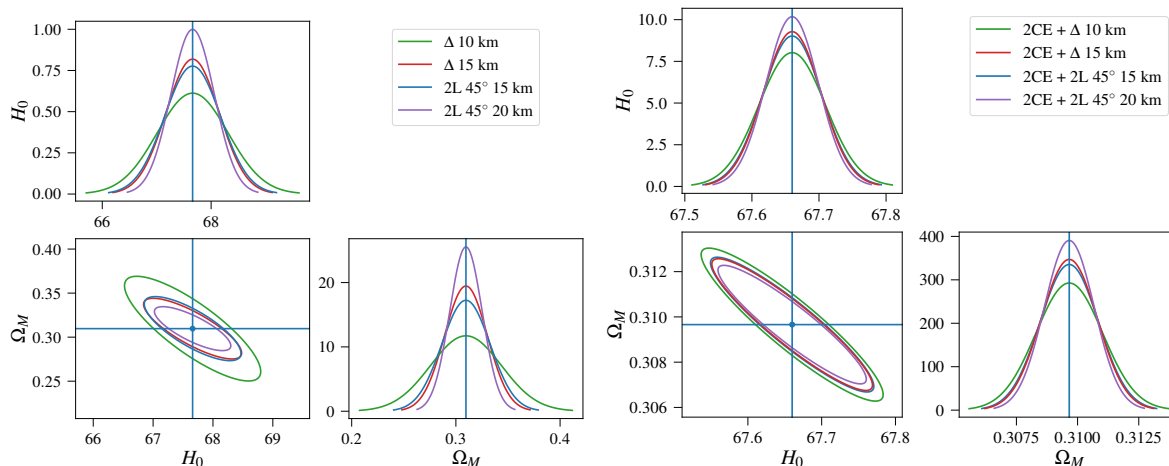 1.00
0.75
0.50
0.25
0.00
H₀
66 68
Δ 10 km
Δ 15 km
2L 45° 15 km
2L 45° 20 km
0.40
0.35
0.30
0.25
Ω_M
66 67 68 69
H₀
20
10
0
0.2 0.3 0.4
Ω_M
10.0
7.5
5.0
2.5
0.0
H₀
67.5 67.6 67.7 67.8
2CE + Δ 10 km
2CE + Δ 15 km
2CE + 2L 45° 15 km
2CE + 2L 45° 20 km
0.312
0.310
0.308
0.306
Ω_M
67.6 67.7 67.8
H₀
400
300
200
100
0
0.3075 0.3100 0.3125
Ω_M